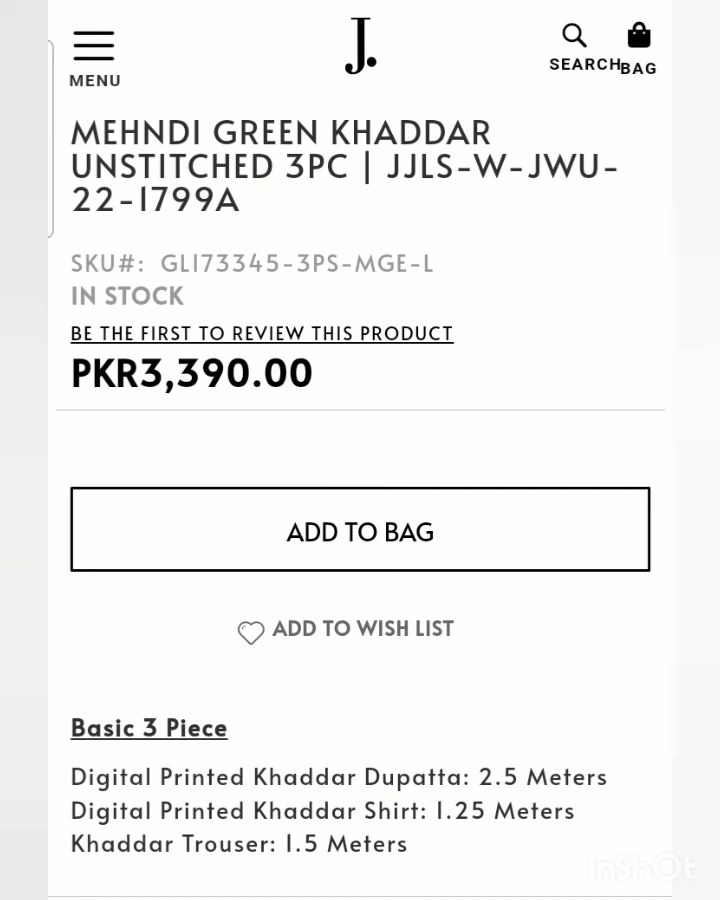 J.
MENU
SEARCH
BAG
MEHNDI GREEN KHADDAR
UNSTITCHED 3PC | JJLS-W-JWU-
22-1799A
SKU#: GL173345-3PS-MGE-L
IN STOCK
BE THE FIRST TO REVIEW THIS PRODUCT
PKR3,390.00
ADD TO BAG
ADD TO WISH LIST
Basic 3 Piece
Digital Printed Khaddar Dupatta: 2.5 Meters
Digital Printed Khaddar Shirt: 1.25 Meters
Khaddar Trouser: 1.5 Meters
InShOt